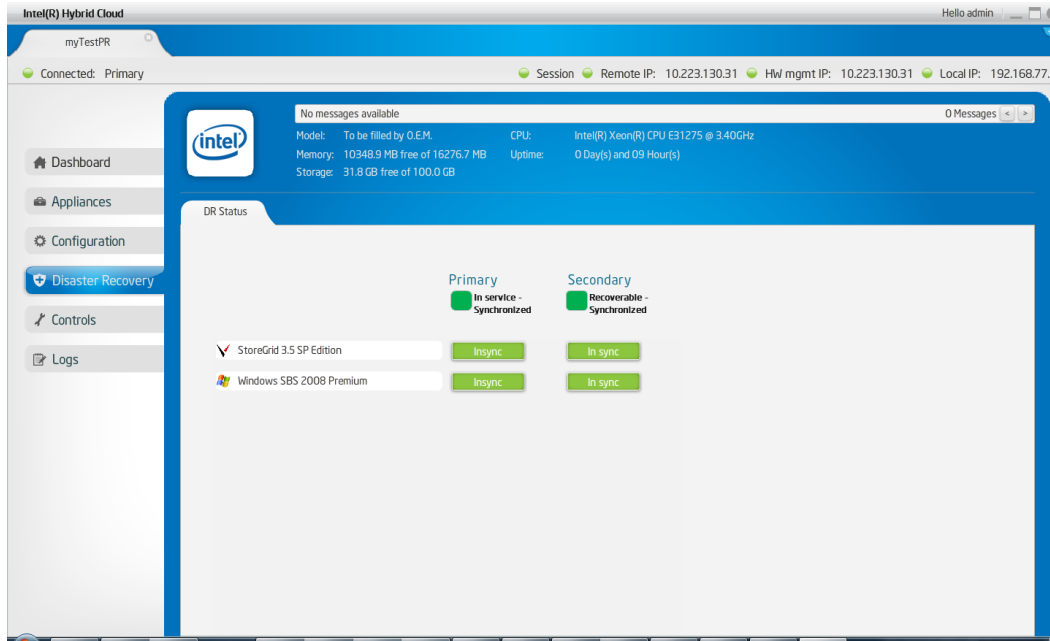 Intel(R) Hybrid Cloud
Hello admin
myTestPR
Connected: Primary
Session
Remote IP: 10.223.130.31
HW mgmt IP: 10.223.130.31
Local IP: 192.168.77.
No messages available
0 Messages < >
intel
Model: To be filled by O.E.M.
CPU: Intel(R) Xeon(R) CPU E31275 @ 3.40GHz
Memory: 10348.9 MB free of 16276.7 MB
Uptime: 0 Day(s) and 09 Hour(s)
Storage: 31.8 GB free of 100.0 GB
Dashboard
Appliances
Configuration
Disaster Recovery
Controls
Logs
DR Status
Primary
In service -
Synchronized
Secondary
Recoverable -
Synchronized
StoreGrid 3.5 SP Edition
Insync
In sync
Windows SBS 2008 Premium
Insync
In sync